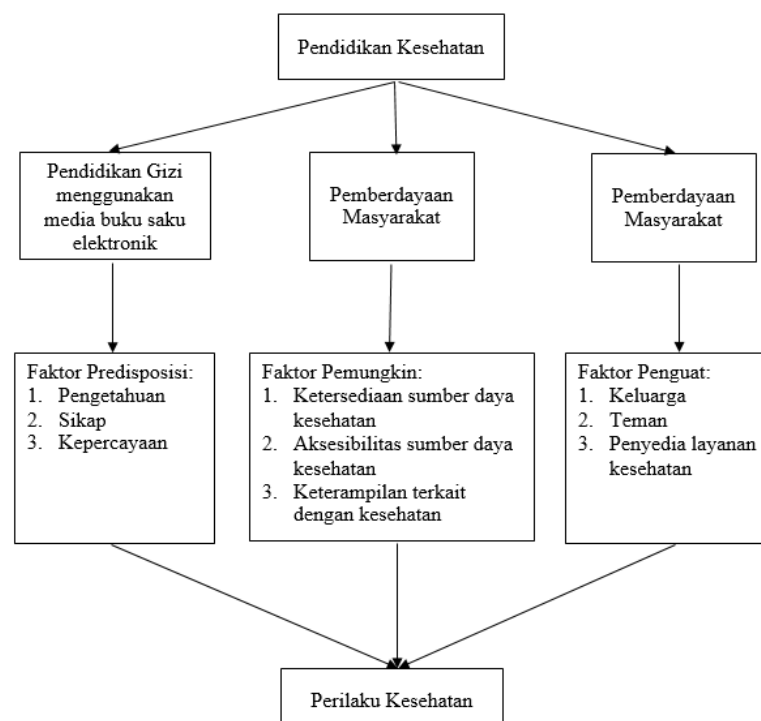 Pendidikan Kesehatan
Pendidikan Gizi
menggunakan
media buku saku
elektronik
Pemberdayaan
Masyarakat
Pemberdayaan
Masyarakat
Faktor Predisposisi:
1. Pengetahuan
2. Sikap
3. Kepercayaan
Faktor Pemungkin:
1. Ketersediaan sumber daya
kesehatan
2. Aksesibilitas sumber daya
kesehatan
3. Keterampilan terkait
dengan kesehatan
Faktor Penguat:
1. Keluarga
2. Teman
3. Penyedia layanan
kesehatan
Perilaku Kesehatan